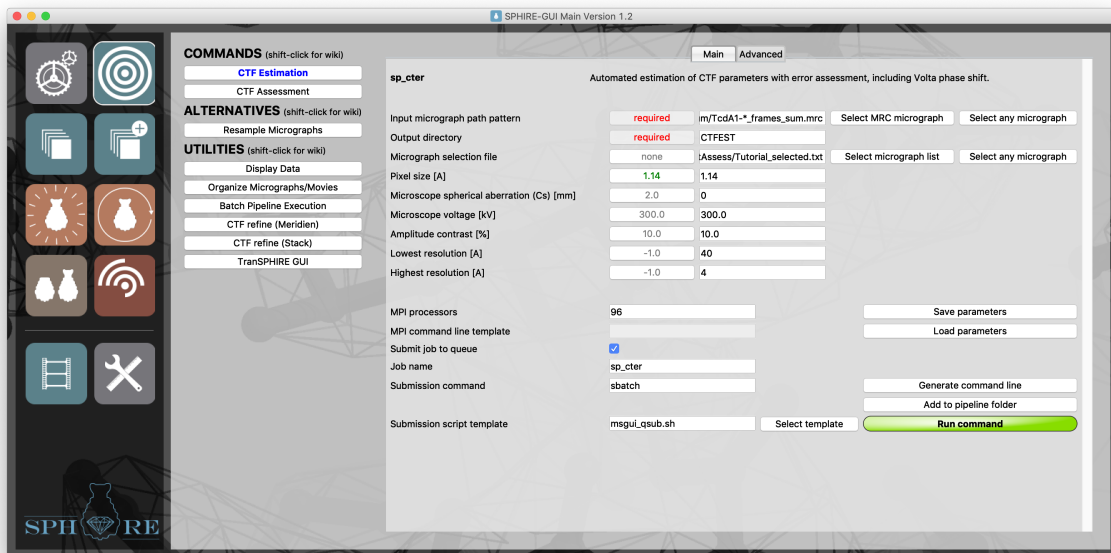 SPHIRE-GUI Main Version 1.2
COMMANDS (shift-click for wiki)
CTF Estimation
CTF Assessment
ALTERNATIVES (shift-click for wiki)
Resample Micrographs
UTILITIES (shift-click for wiki)
Display Data
Organize Micrographs/Movies
Batch Pipeline Execution
CTF refine (Meridien)
CTF refine (Stack)
TranSPHIRE GUI
SPHIRE
Main Advanced
sp_cter Automated estimation of CTF parameters with error assessment, including Volta phase shift.
Input micrograph path pattern required m/TcdA1-*_frames_sum.mrc Select MRC micrograph Select any micrograph
Output directory required CTFEST
Micrograph selection file none Assess/Tutorial_selected.txt Select micrograph list Select any micrograph
Pixel size [A] 1.14 1.14
Microscope spherical aberration (Cs) [mm] 2.0 0
Microscope voltage [kV] 300.0 300.0
Amplitude contrast [%] 10.0 10.0
Lowest resolution [A] -1.0 40
Highest resolution [A] -1.0 4
MPI processors 96 Save parameters
MPI command line template Load parameters
Submit job to queue
Job name sp_cter
Submission command sbatch Generate command line
Add to pipeline folder
Submission script template msgui_qsub.sh Select template Run command